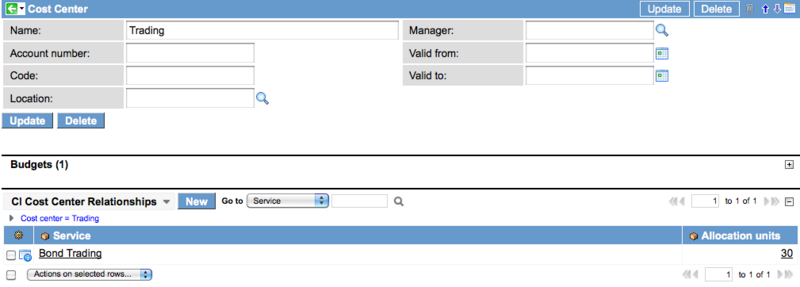 Cost Center Update Delete
Name: Trading Manager:
Account number: Valid from:
Code: Valid to:
Location:
Update Delete
Budgets (1)
CI Cost Center Relationships New Go to Service 1 to 1 of 1
Cost center = Trading
Service Allocation units
Bond Trading 30
Actions on selected rows... 1 to 1 of 1